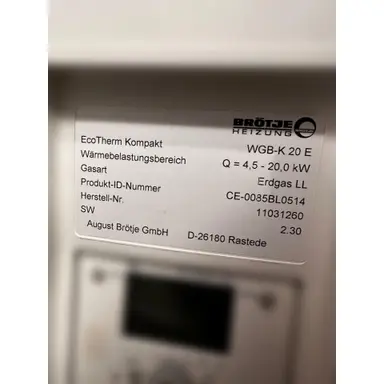 BRÖTJE
HEIZUNG
EcoTherm Kompakt WGB-K 20 E
Wärmebelastungsbereich Q = 4,5 - 20,0 kW
Gasart Erdgas LL
Produkt-ID-Nummer CE-0085BL0514
Herstell-Nr. 11031260
SW 2.30
August Brötje GmbH D-26180 Rastede